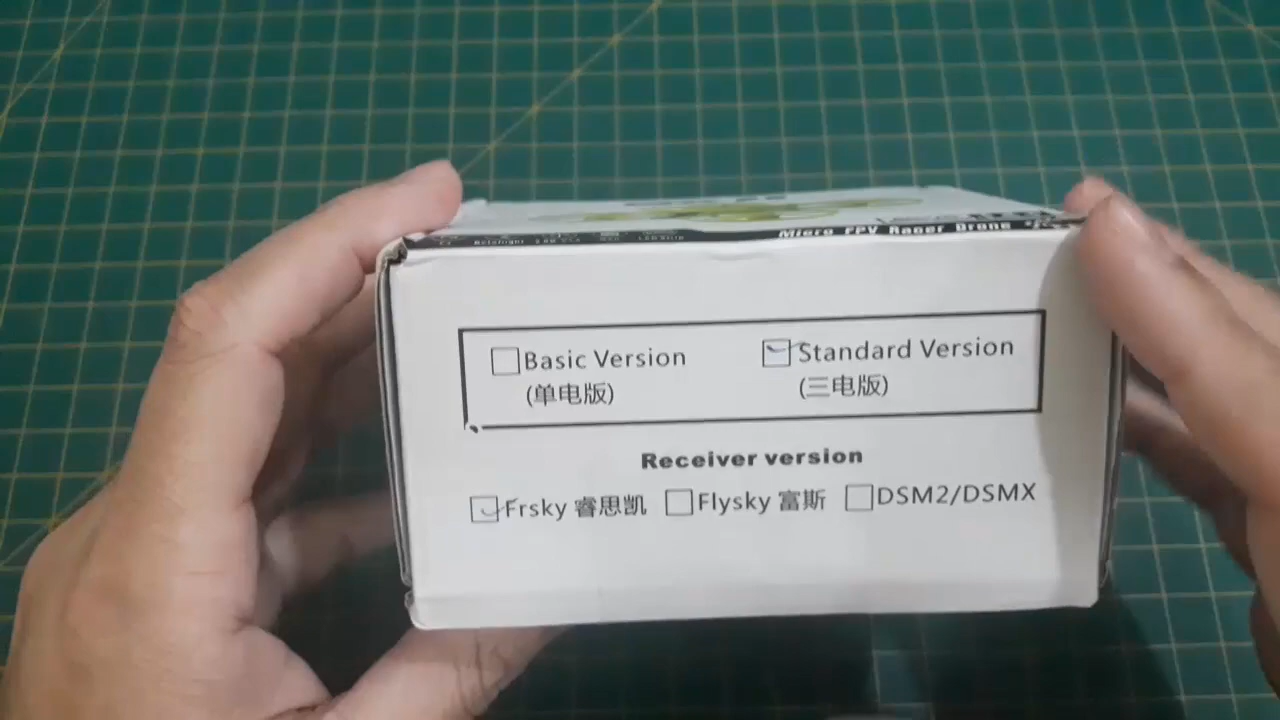 Micro FPV Racer Drone
Basic Version
(单电版)
Standard Version
(三电版)
Receiver version
Frsky 睿思凯
Flysky 富斯
DSM2/DSMX